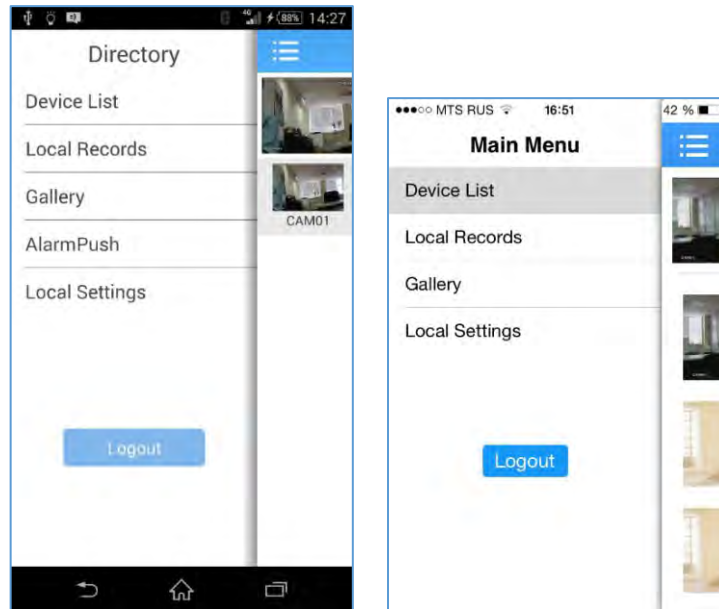 4G 88% 14:27
Directory
Device List
Local Records
Gallery
AlarmPush
Local Settings
Logout
CAM01
MTS RUS 16:51 42 %
Main Menu
Device List
Local Records
Gallery
Local Settings
Logout